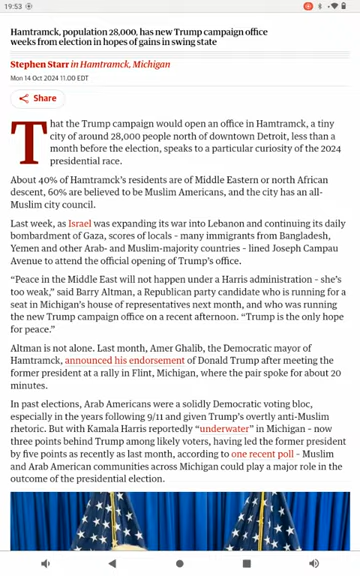 19:53
Hamtramck, population 28,000, has new Trump campaign office
weeks from election in hopes of gains in swing state
Stephen Starr in Hamtramck, Michigan
Mon 14 Oct 2024 11.00 EDT
Share
That the Trump campaign would open an office in Hamtramck, a tiny
city of around 28,000 people north of downtown Detroit, less than a
month before the election, speaks to a particular curiosity of the 2024
presidential race.
About 40% of Hamtramck's residents are of Middle Eastern or north African
descent, 60% are believed to be Muslim Americans, and the city has an all-
Muslim city council.
Last week, as Israel was expanding its war into Lebanon and continuing its daily
bombardment of Gaza, scores of locals – many immigrants from Bangladesh,
Yemen and other Arab- and Muslim-majority countries – lined Joseph Campau
Avenue to attend the official opening of Trump's office.
“Peace in the Middle East will not happen under a Harris administration – she's
too weak,” said Barry Altman, a Republican party candidate who is running for a
seat in Michigan's house of representatives next month, and who was running
the new Trump campaign office on a recent afternoon. “Trump is the only hope
for peace.”
Altman is not alone. Last month, Amer Ghalib, the Democratic mayor of
Hamtramck, announced his endorsement of Donald Trump after meeting the
former president at a rally in Flint, Michigan, where the pair spoke for about 20
minutes.
In past elections, Arab Americans were a solidly Democratic voting bloc,
especially in the years following 9/11 and given Trump's overtly anti-Muslim
rhetoric. But with Kamala Harris reportedly “underwater” in Michigan – now
three points behind Trump among likely voters, having led the former president
by five points as recently as last month, according to one recent poll – Muslim
and Arab American communities across Michigan could play a major role in the
outcome of the presidential election.